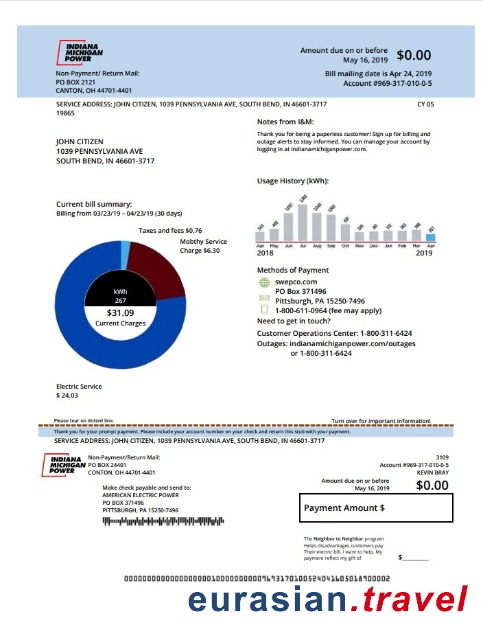 INDIANA
MICHIGAN
POWER
Amount due on or before
May 16, 2019
$0.00
Non-Payment/ Return Mail:
PO BOX 2121
CANTON, OH 44701-4401
Bill mailing date is Apr 24, 2019
Account #969-317-010-0-5
SERVICE ADDRESS: JOHN CITIZEN, 1039 PENNSYLVANIA AVE, SOUTH BEND, IN 46601-3717
CY 05
19865
Notes from I&M:
Thank you for being a paperless customer! Sign up for billing and
outage alerts to stay informed. You can manage your account by
logging in at indianamichiganpower.com.
JOHN CITIZEN
1039 PENNSYLVANIA AVE
SOUTH BEND, IN 46601-3717
Usage History (kWh):
Apr May Jun Jul Aug Sep Oct Nov Dec Jan Feb Mar Apr
2018
2019
Current bill summary:
Billing from 03/23/19 – 04/23/19 (30 days)
Taxes and fees $0.76
Mobthy Service
Charge $6.30
kWh
267
$31.09
Current Charges
Electric Service
$ 24.03
Methods of Payment
swepco.com
PO Box 371496
Pittsburg, PA 15250-7496
1-800-611-0964 (fee may apply)
Need to get in touch?
Customer Operations Center: 1-800-311-6424
Outages: indianamichiganpower.com/outages
or 1-800-311-6424
Please tear on dotted line.
Turn over for important information!
Thank you for your prompt payment. Please include your account number on your check and return this stub with your payment.
SERVICE ADDRESS: JOHN CITIZEN, 1039 PENNSYLVANIA AVE, SOUTH BEND, IN 46601-3717
INDIANA
MICHIGAN
POWER
Non-Payment/Return Mail:
PO BOX 24401
CONTON, OH 44701-4401
3109
Account #969-317-010-0-5
KEVIN BRAY
Amount due on or before
May 16, 2019
$0.00
Make check payable and send to:
AMERICAN ELECTRIC POWER
PO BOX 371496
PITTSBURGH, PA 15250-7496
Payment Amount $
The Neighbor to Neighbor program
Helps disadvantages customers pay
Their electric bill. I want to help. My
payment reflect my gift of
$
eurasian.travel